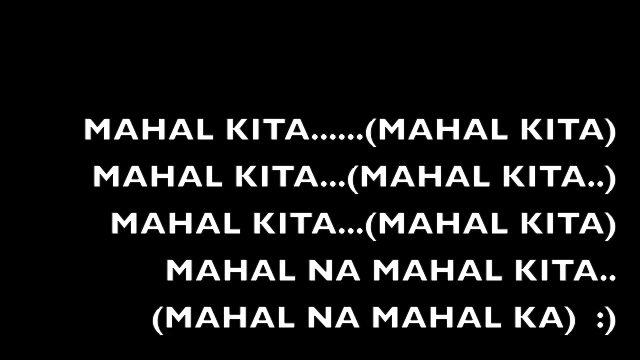 MAHAL KITA......(MAHAL KITA)
MAHAL KITA...(MAHAL KITA..)
MAHAL KITA...(MAHAL KITA)
MAHAL NA MAHAL KITA..
(MAHAL NA MAHAL KA)  :)